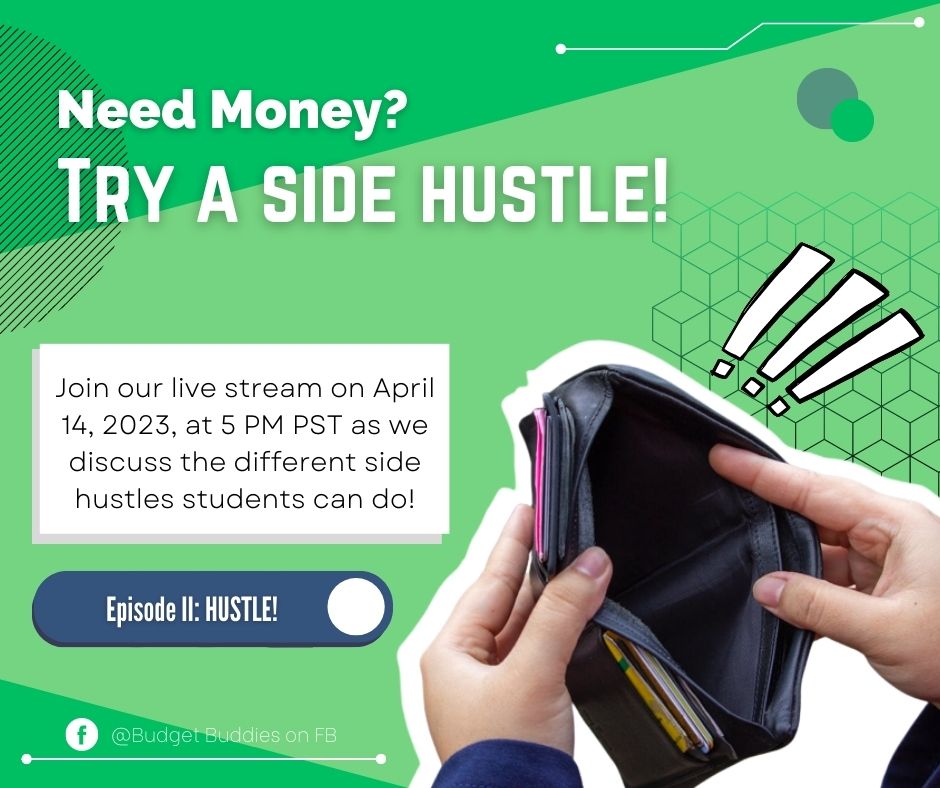 Need Money?
TRY A SIDE HUSTLE!
Join our live stream on April
14, 2023, at 5 PM PST as we
discuss the different side
hustles students can do!
Episode II: HUSTLE!
@Budget Buddies on FB